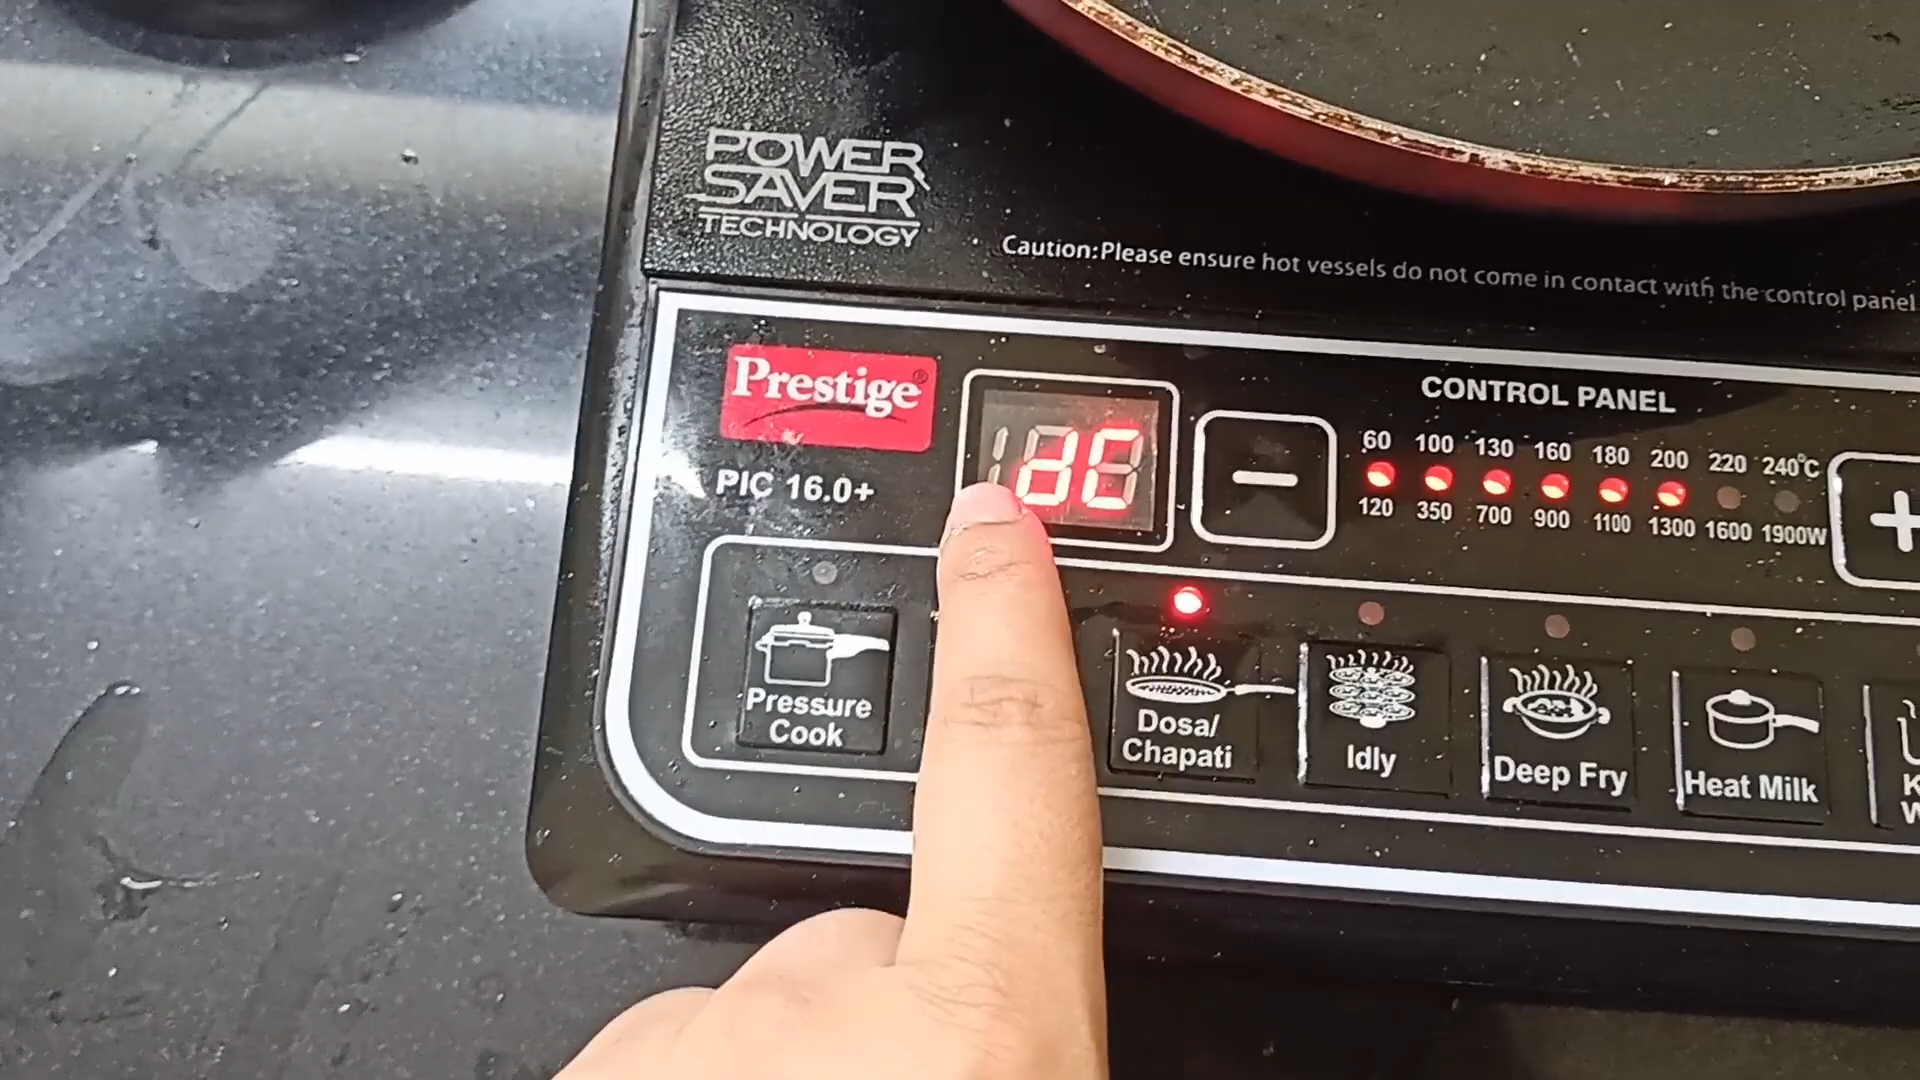 POWER
SAVER
TECHNOLOGY
Caution:Please ensure hot vessels do not come in contact with the control panel.
Prestige®
PIC 16.0+
dC
−
CONTROL PANEL
60 100 130 160 180 200 220 240°C
120 350 700 900 1100 1300 1600 1900W
+
Pressure
Cook
Dosa/
Chapati
Idly
Deep Fry
Heat Milk